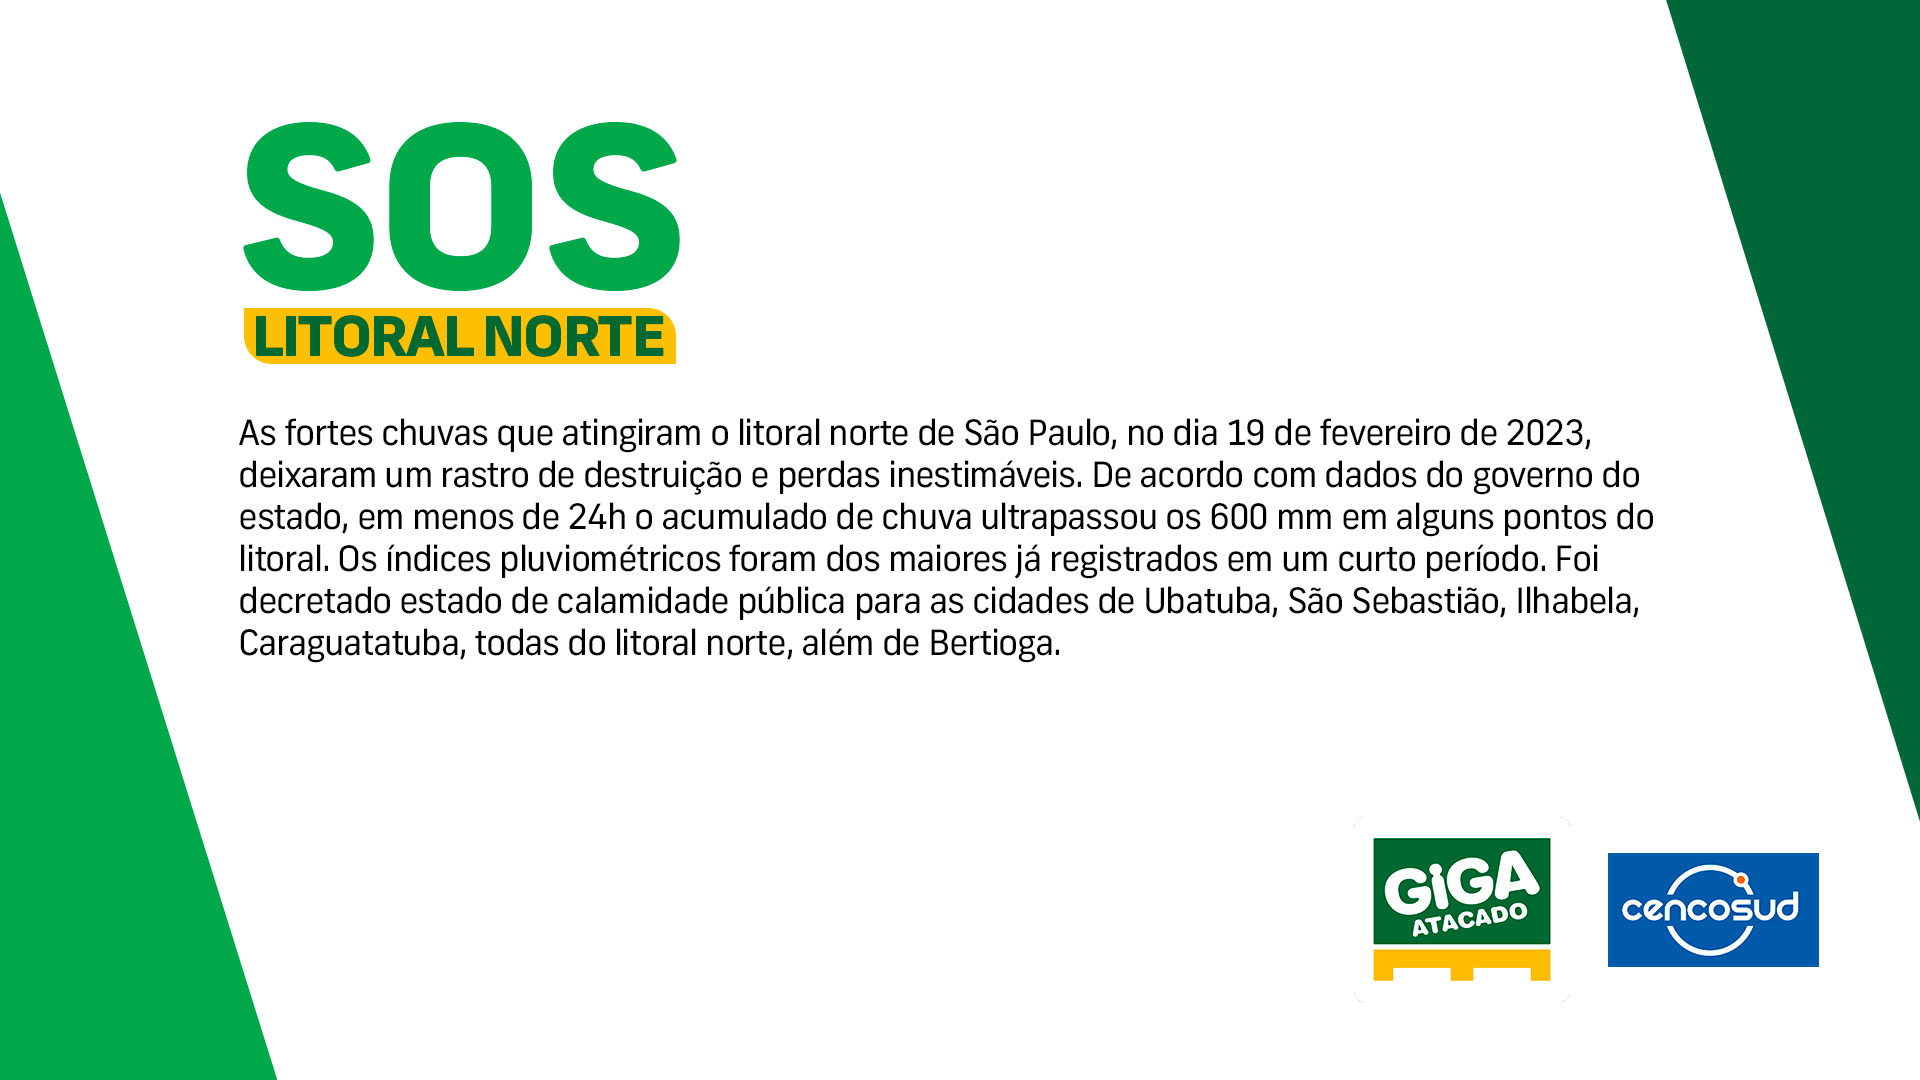 SOS
LITORAL NORTE
As fortes chuvas que atingiram o litoral norte de São Paulo, no dia 19 de fevereiro de 2023,
deixaram um rastro de destruição e perdas inestimáveis. De acordo com dados do governo do
estado, em menos de 24h o acumulado de chuva ultrapassou os 600 mm em alguns pontos do
litoral. Os índices pluviométricos foram dos maiores já registrados em um curto período. Foi
decretado estado de calamidade pública para as cidades de Ubatuba, São Sebastião, Ilhabela,
Caraguatatuba, todas do litoral norte, além de Bertioga.
GiGA
ATACADO
cencosud